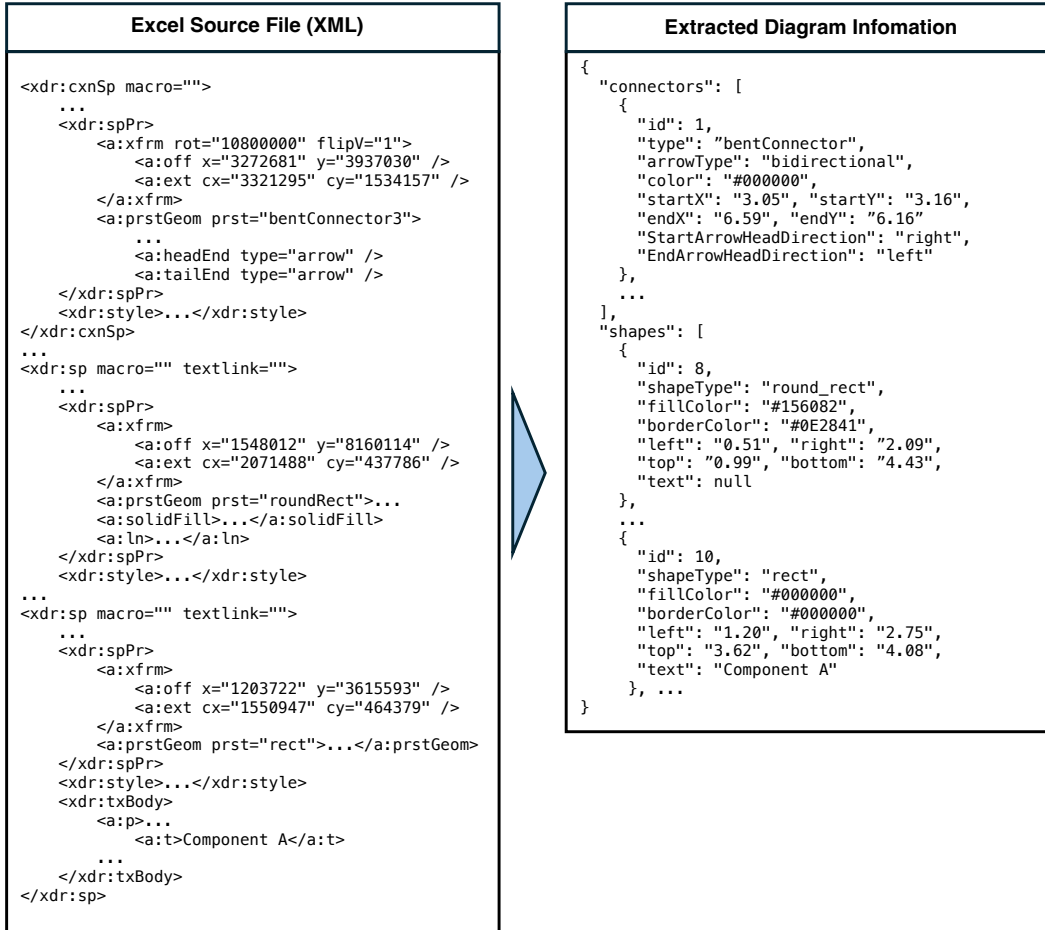 Excel Source File (XML)
<xdr:cxnSp macro="">
...
<xdr:spPr>
<a:xfrm rot="10800000" flipV="1">
<a:off x="3272681" y="3937030" />
<a:ext cx="3321295" cy="1534157" />
</a:xfrm>
<a:prstGeom prst="bentConnector3">
...
<a:headEnd type="arrow" />
<a:tailEnd type="arrow" />
</xdr:spPr>
<xdr:style>...</xdr:style>
</xdr:cxnSp>
...
<xdr:sp macro="" textlink="">
...
<xdr:spPr>
<a:xfrm>
<a:off x="1548012" y="8160114" />
<a:ext cx="2071488" cy="437786" />
</a:xfrm>
<a:prstGeom prst="roundRect">...
<a:solidFill>...</a:solidFill>
<a:ln>...</a:ln>
</xdr:spPr>
<xdr:style>...</xdr:style>
...
<xdr:sp macro="" textlink="">
...
<xdr:spPr>
<a:xfrm>
<a:off x="1203722" y="3615593" />
<a:ext cx="1550947" cy="464379" />
</a:xfrm>
<a:prstGeom prst="rect">...</a:prstGeom>
</xdr:spPr>
<xdr:style>...</xdr:style>
<xdr:txBody>
<a:p>...
<a:t>Component A</a:t>
...
</xdr:txBody>
</xdr:sp>
Extracted Diagram Infomation
{
"connectors": [
{
"id": 1,
"type": ”bentConnector",
"arrowType": "bidirectional",
"color": "#000000",
"startX": "3.05", "startY": "3.16",
"endX": "6.59", "endY": ”6.16”
"StartArrowHeadDirection": "right",
"EndArrowHeadDirection": "left"
},
...
],
"shapes": [
{
"id": 8,
"shapeType": "round_rect",
"fillColor": "#156082",
"borderColor": "#0E2841",
"left": "0.51", "right": ”2.09",
"top": ”0.99", "bottom": ”4.43",
"text": null
},
...
{
"id": 10,
"shapeType": "rect",
"fillColor": "#000000",
"borderColor": "#000000",
"left": "1.20", "right": "2.75",
"top": "3.62", "bottom": "4.08",
"text": "Component A"
}, ...
}